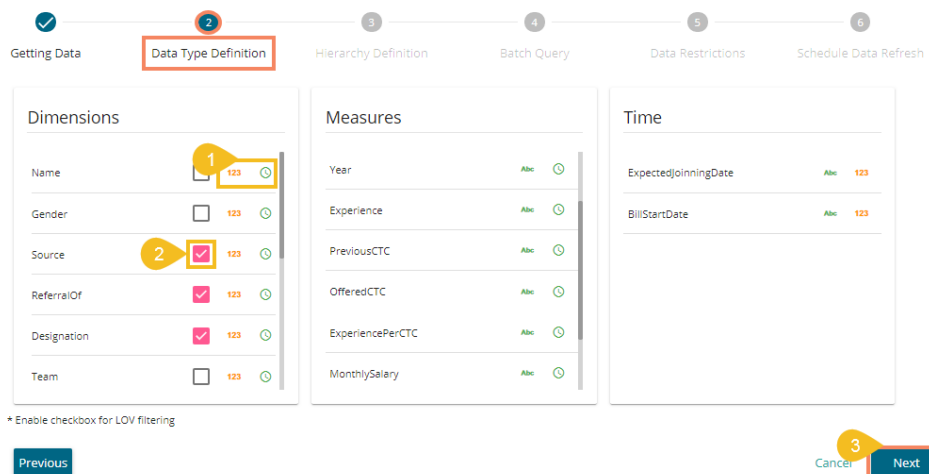 2 3 4 5 6
Getting Data Data Type Definition Hierarchy Definition Batch Query Data Restrictions Schedule Data Refresh
Dimensions
Name 1 123
Gender 123
Source 2 123
ReferralOf 123
Designation 123
Team 123
Measures
Year Abc
Experience Abc
PreviousCTC Abc
OfferedCTC Abc
ExperiencePerCTC Abc
MonthlySalary Abc
Time
ExpectedJoinningDate Abc 123
BillStartDate Abc 123
* Enable checkbox for LOV filtering
Previous Cancel 3 Next